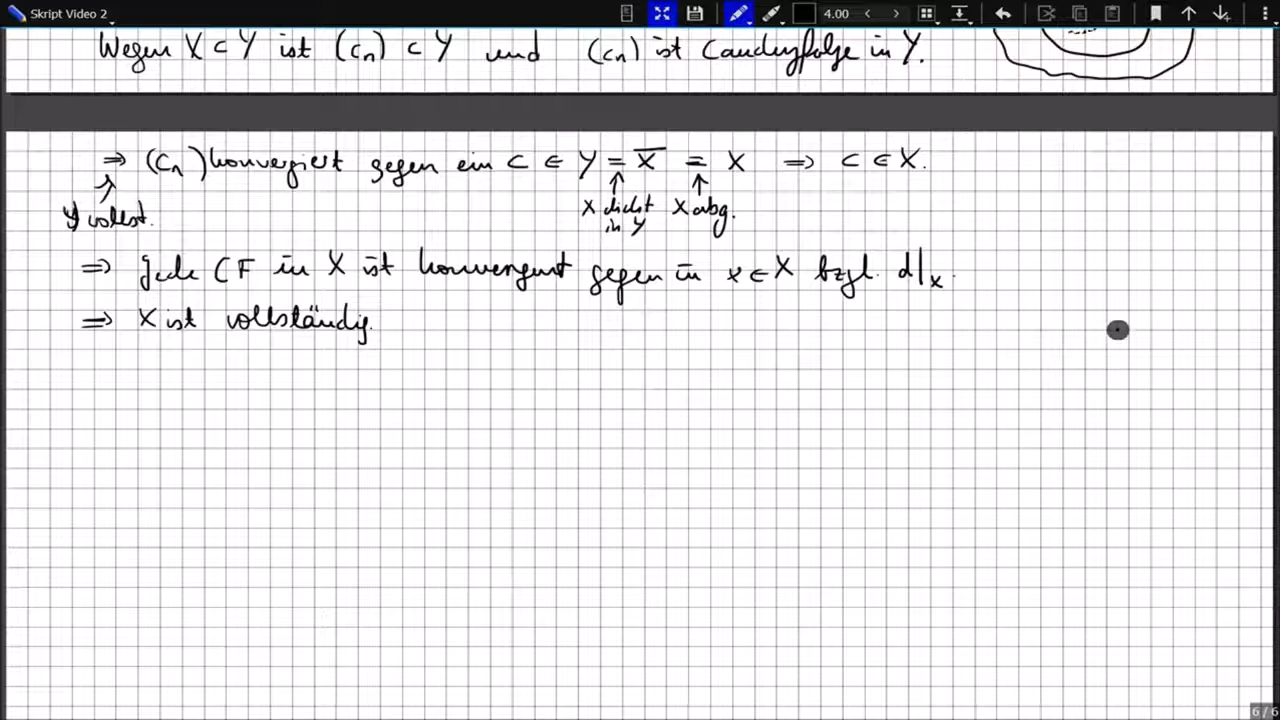 Skript Video 2
4.00
Wegen X ⊂ Y ist (cn) ⊂ Y und (cn) ist Cauchyfolge in Y.
⇒ (Cn) konvergiert gegen ein C ∈ Y = X̅ = X ⇒ C ∈ X.
Y vollst. X dicht in Y X abg.
⇒ Jede CF in X ist konvergent gegen in x ∈ X bzgl. d|x.
⇒ X ist vollständig.
6/6